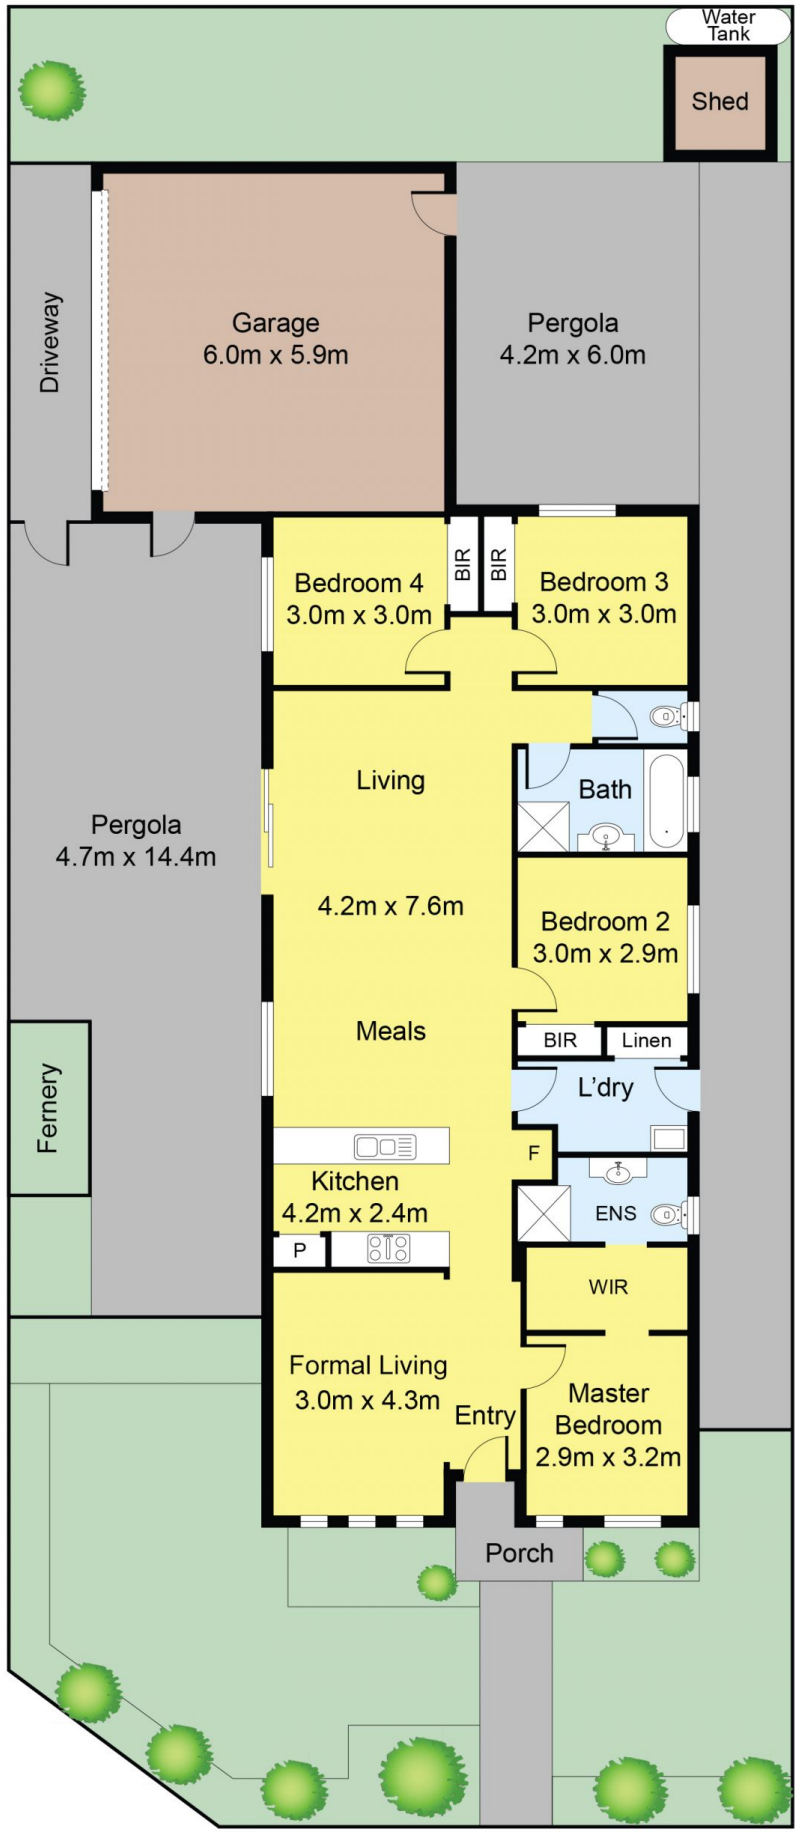 Water
Tank
Shed
Driveway
Garage
6.0m x 5.9m
Pergola
4.2m x 6.0m
Bedroom 4
3.0m x 3.0m
BIR
BIR
Bedroom 3
3.0m x 3.0m
Living
Bath
Pergola
4.7m x 14.4m
4.2m x 7.6m
Bedroom 2
3.0m x 2.9m
Meals
BIR
Linen
Fernery
L'dry
F
Kitchen
4.2m x 2.4m
ENS
P
WIR
Formal Living
3.0m x 4.3m
Entry
Master
Bedroom
2.9m x 3.2m
Porch